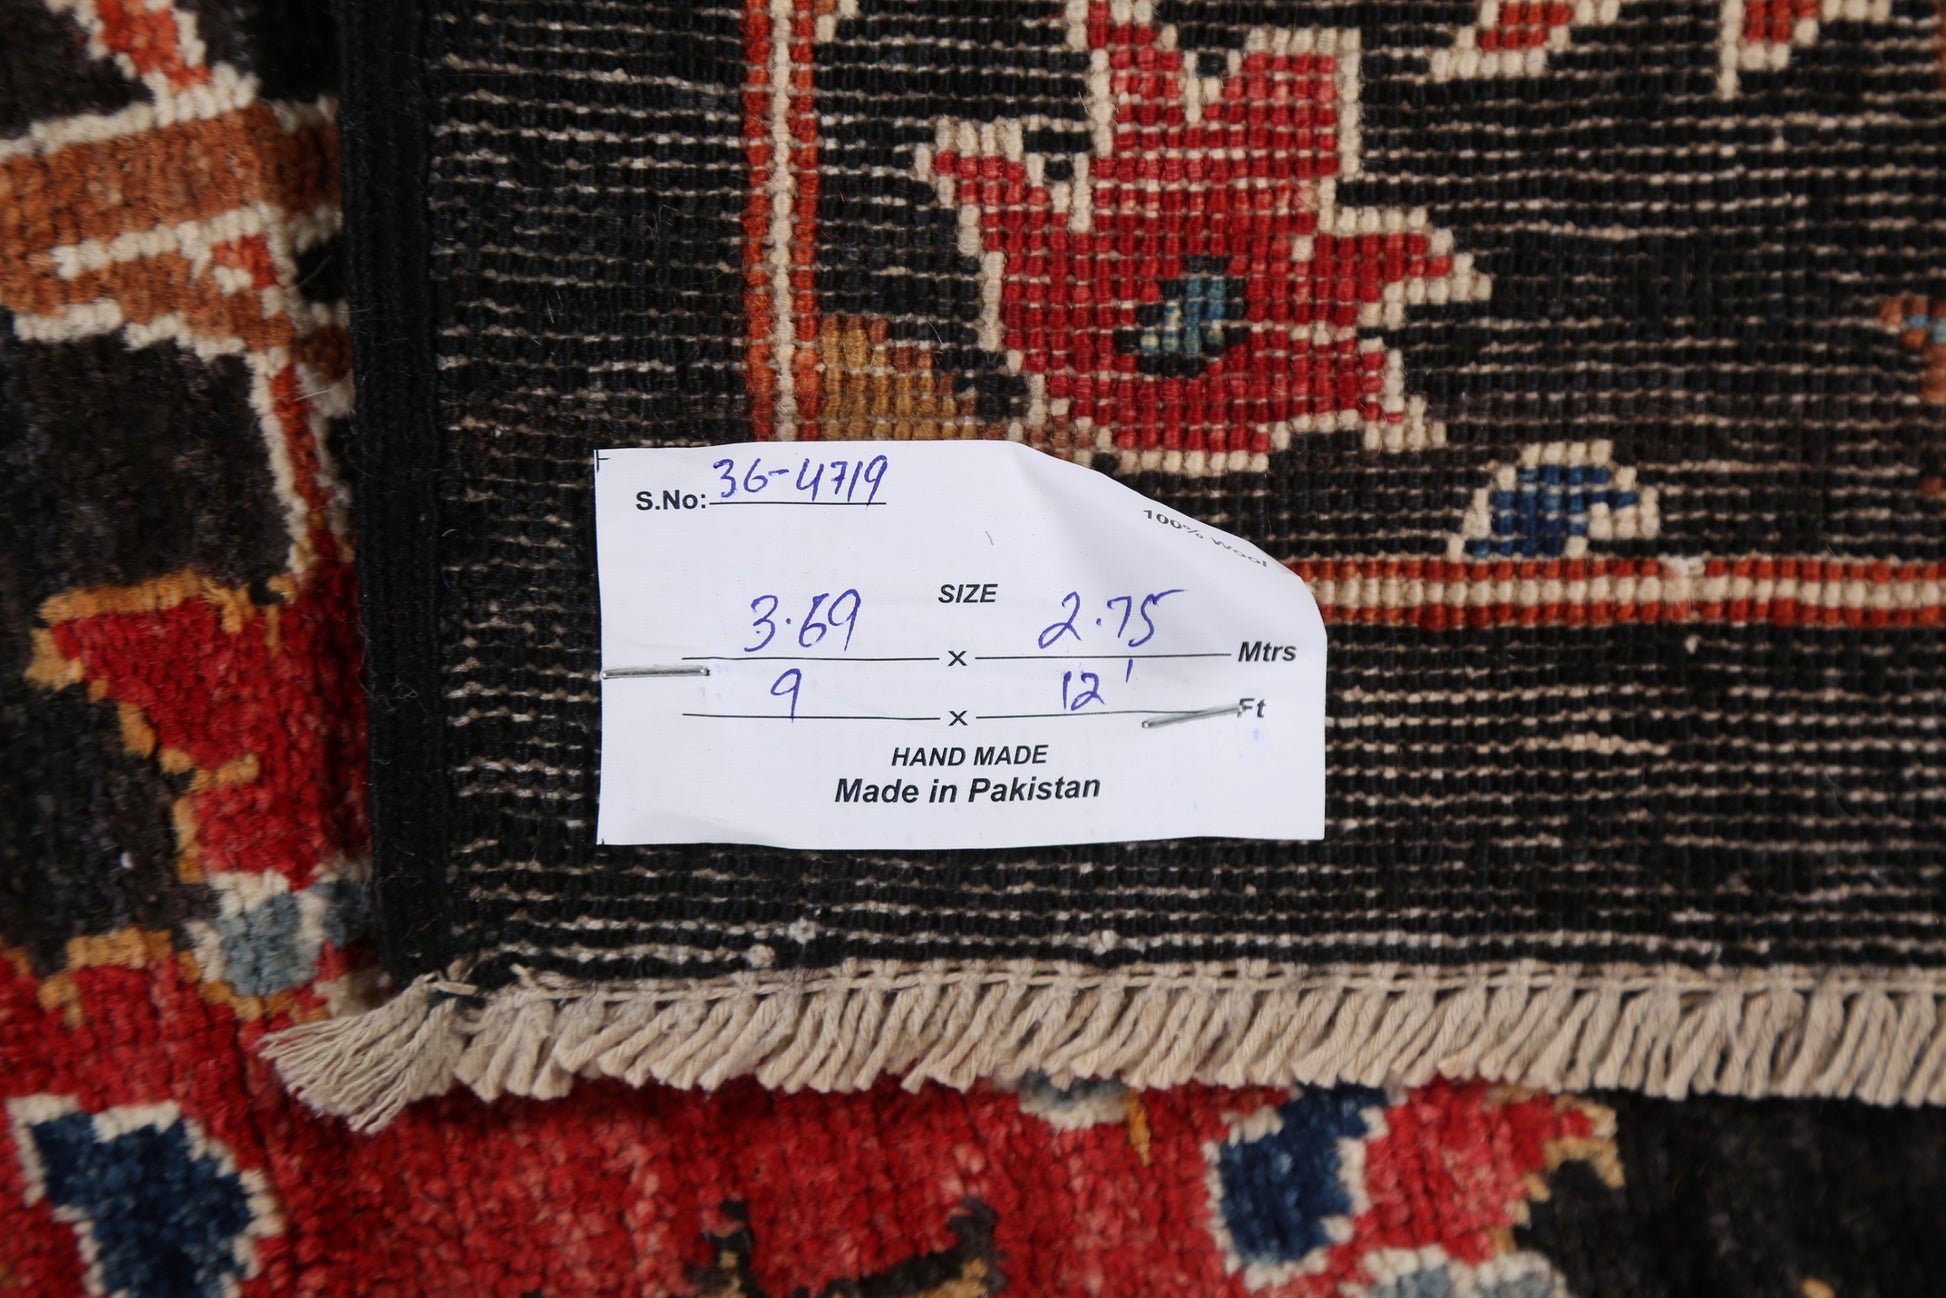 S.No: 36-4719
100% Wool
SIZE
3.69 x 2.75 Mtrs
9 x 12' Ft
HAND MADE
Made in Pakistan